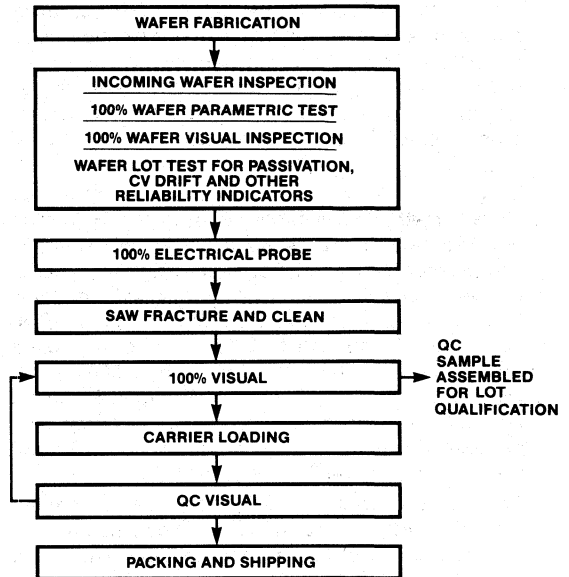 WAFER FABRICATION
INCOMING WAFER INSPECTION
100% WAFER PARAMETRIC TEST
100% WAFER VISUAL INSPECTION
WAFER LOT TEST FOR PASSIVATION,
CV DRIFT AND OTHER
RELIABILITY INDICATORS
100% ELECTRICAL PROBE
SAW FRACTURE AND CLEAN
100% VISUAL
QC
SAMPLE
ASSEMBLED
FOR LOT
QUALIFICATION
CARRIER LOADING
QC VISUAL
PACKING AND SHIPPING